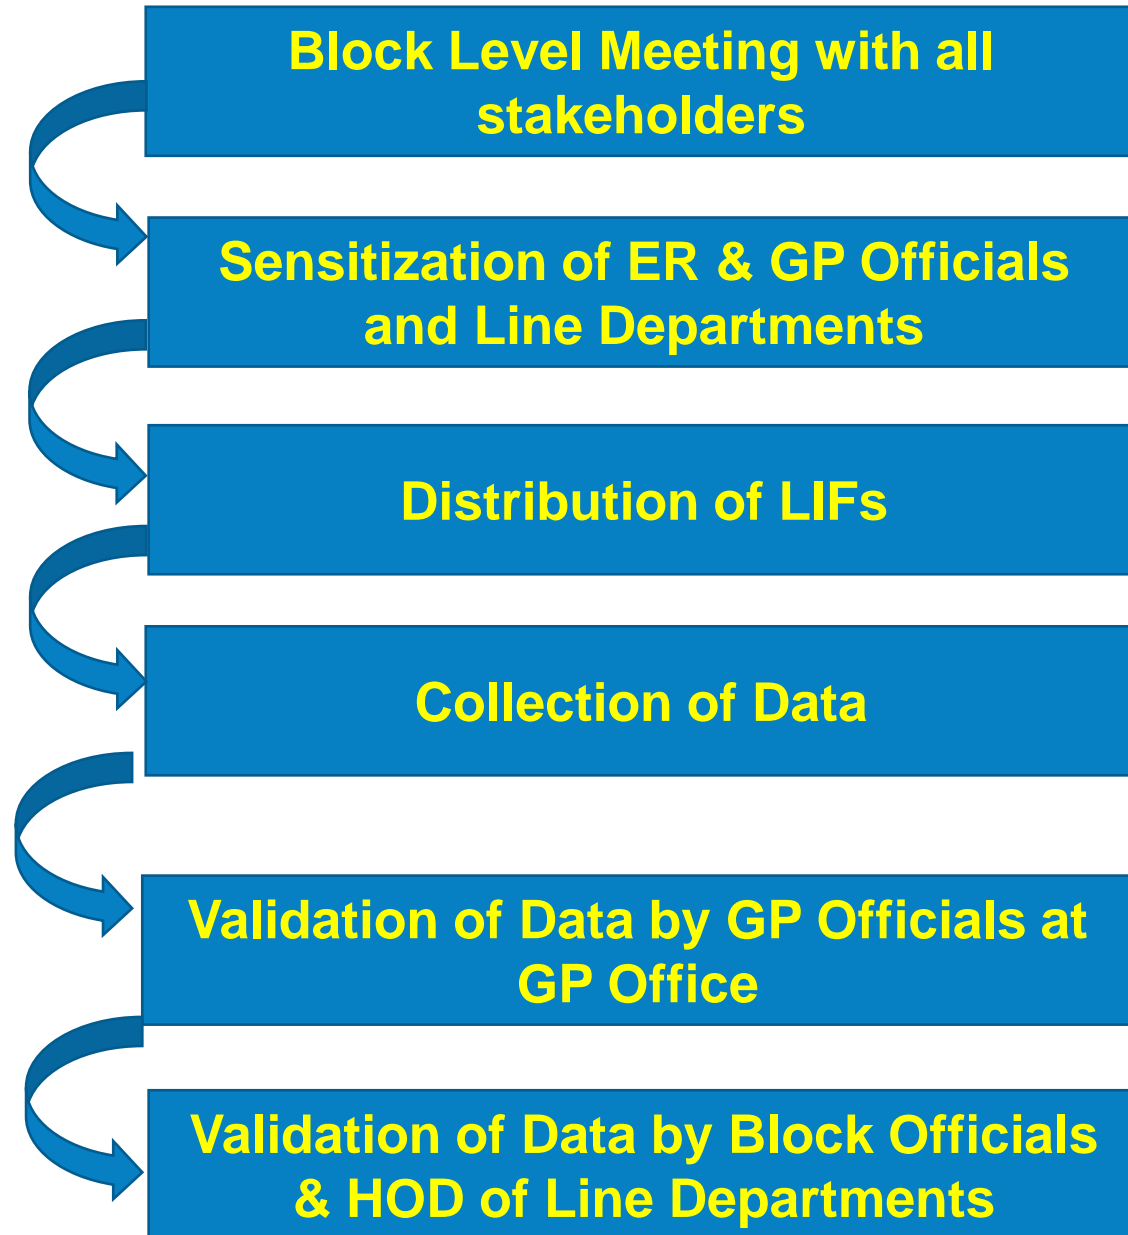 Block Level Meeting with all
stakeholders
Sensitization of ER & GP Officials
and Line Departments
Distribution of LIFs
Collection of Data
Validation of Data by GP Officials at
GP Office
Validation of Data by Block Officials
& HOD of Line Departments